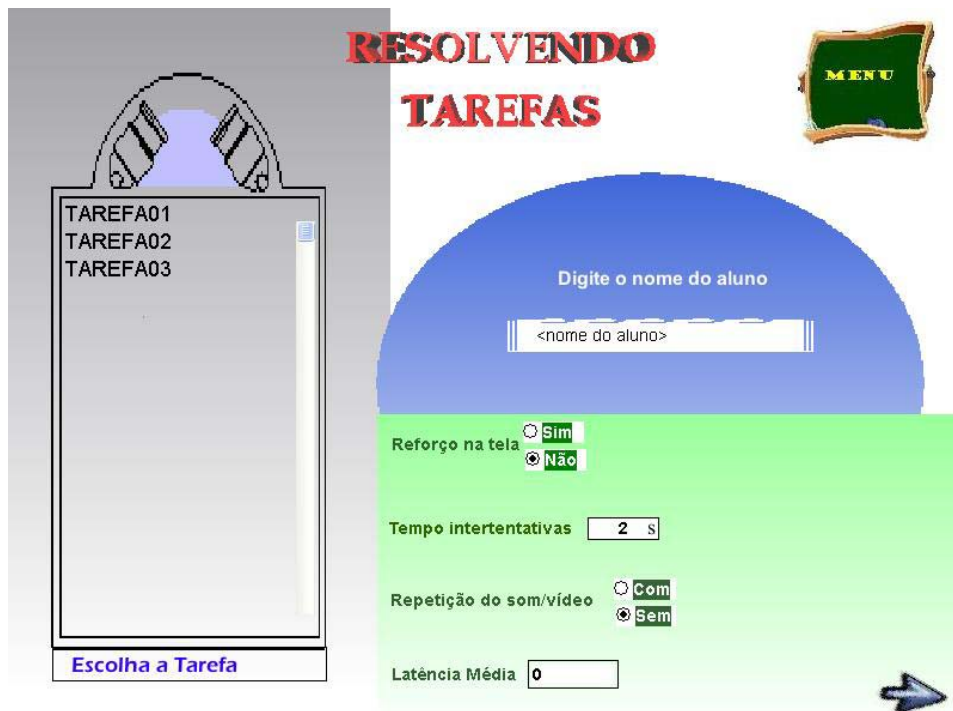 RESOLVENDO
TAREFAS
MENU
TAREFA01
TAREFA02
TAREFA03
Escolha a Tarefa
Digite o nome do aluno
<nome do aluno>
Reforço na tela
Sim
Não
Tempo intertentativas 2 s
Repetição do som/vídeo
Com
Sem
Latência Média 0